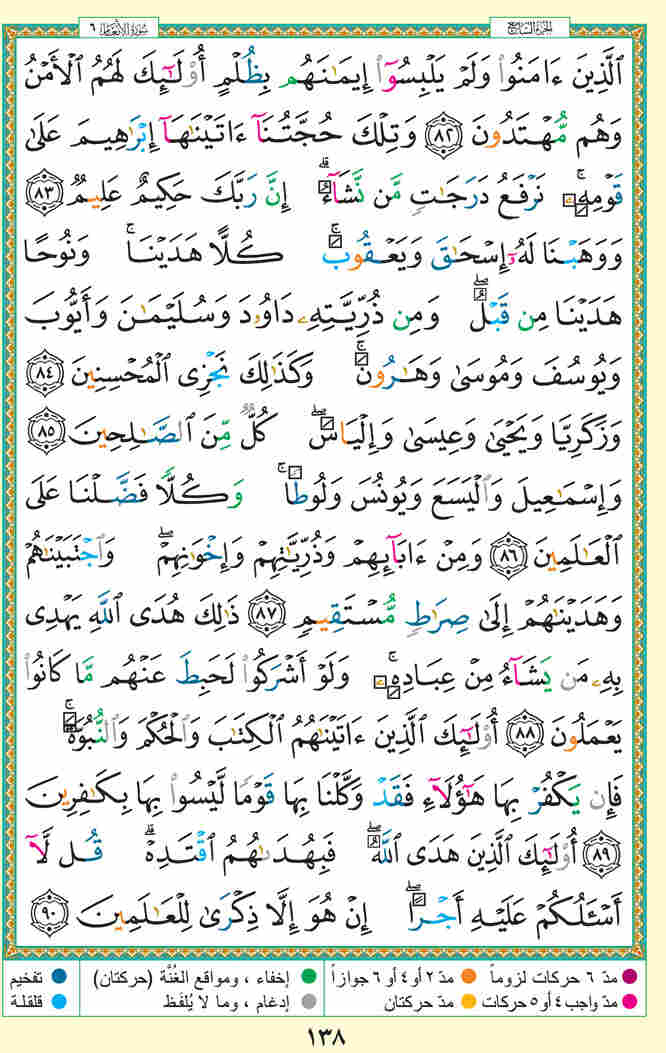 الجزء السابع
سورة الأنعام ٦
ٱلَّذِينَ ءَامَنُوا۟ وَلَمْ يَلْبِسُوٓا۟ إِيمَـٰنَهُم بِظُلْمٍ أُو۟لَـٰٓئِكَ لَهُمُ ٱلْأَمْنُ
وَهُم مُّهْتَدُونَ ٨٢ وَتِلْكَ حُجَّتُنَآ ءَاتَيْنَـٰهَآ إِبْرَٰهِيمَ عَلَىٰ
قَوْمِهِۦۚ نَرْفَعُ دَرَجَـٰتٍ مَّن نَّشَآءُۗ إِنَّ رَبَّكَ حَكِيمٌ عَلِيمٌ ٨٣
وَوَهَبْنَا لَهُۥٓ إِسْحَـٰقَ وَيَعْقُوبَۚ كُلًّا هَدَيْنَاۚ وَنُوحًا
هَدَيْنَا مِن قَبْلُۖ وَمِن ذُرِّيَّتِهِۦ دَاوُۥدَ وَسُلَيْمَـٰنَ وَأَيُّوبَ
وَيُوسُفَ وَمُوسَىٰ وَهَـٰرُونَۚ وَكَذَٰلِكَ نَجْزِى ٱلْمُحْسِنِينَ ٨٤
وَزَكَرِيَّا وَيَحْيَىٰ وَعِيسَىٰ وَإِلْيَاسَۖ كُلٌّ مِّنَ ٱلصَّـٰلِحِينَ ٨٥
وَإِسْمَـٰعِيلَ وَٱلْيَسَعَ وَيُونُسَ وَلُوطًاۚ وَكُلًّا فَضَّلْنَا عَلَى
ٱلْعَـٰلَمِينَ ٨٦ وَمِنْ ءَابَآئِهِمْ وَذُرِّيَّـٰتِهِمْ وَإِخْوَٰنِهِمْۖ وَٱجْتَبَيْنَـٰهُمْ
وَهَدَيْنَـٰهُمْ إِلَىٰ صِرَٰطٍ مُّسْتَقِيمٍ ٨٧ ذَٰلِكَ هُدَى ٱللَّهِ يَهْدِى
بِهِۦ مَن يَشَآءُ مِنْ عِبَادِهِۦۚ وَلَوْ أَشْرَكُوا۟ لَحَبِطَ عَنْهُم مَّا كَانُوا۟
يَعْمَلُونَ ٨٨ أُو۟لَـٰٓئِكَ ٱلَّذِينَ ءَاتَيْنَـٰهُمُ ٱلْكِتَـٰبَ وَٱلْحُكْمَ وَٱلنُّبُوَّةَۚ
فَإِن يَكْفُرْ بِهَا هَـٰٓؤُلَآءِ فَقَدْ وَكَّلْنَا بِهَا قَوْمًا لَّيْسُوا۟ بِهَا بِكَـٰفِرِينَ
٨٩ أُو۟لَـٰٓئِكَ ٱلَّذِينَ هَدَى ٱللَّهُۖ فَبِهُدَىٰهُمُ ٱقْتَدِهْۗ قُل لَّآ
أَسْـَٔلُكُمْ عَلَيْهِ أَجْرًاۖ إِنْ هُوَ إِلَّا ذِكْرَىٰ لِلْعَـٰلَمِينَ ٩٠
مدّ ٦ حركات لزوماً مدّ ٢ أو ٤ أو ٦ جوازاً إخفاء ، ومواقع الغُنَّة (حركتان) تفخيم
مدّ واجب ٤ أو ٥ حركات مدّ حركتان إدغام ، وما لا يُلفَظ قلقلة
١٣٨